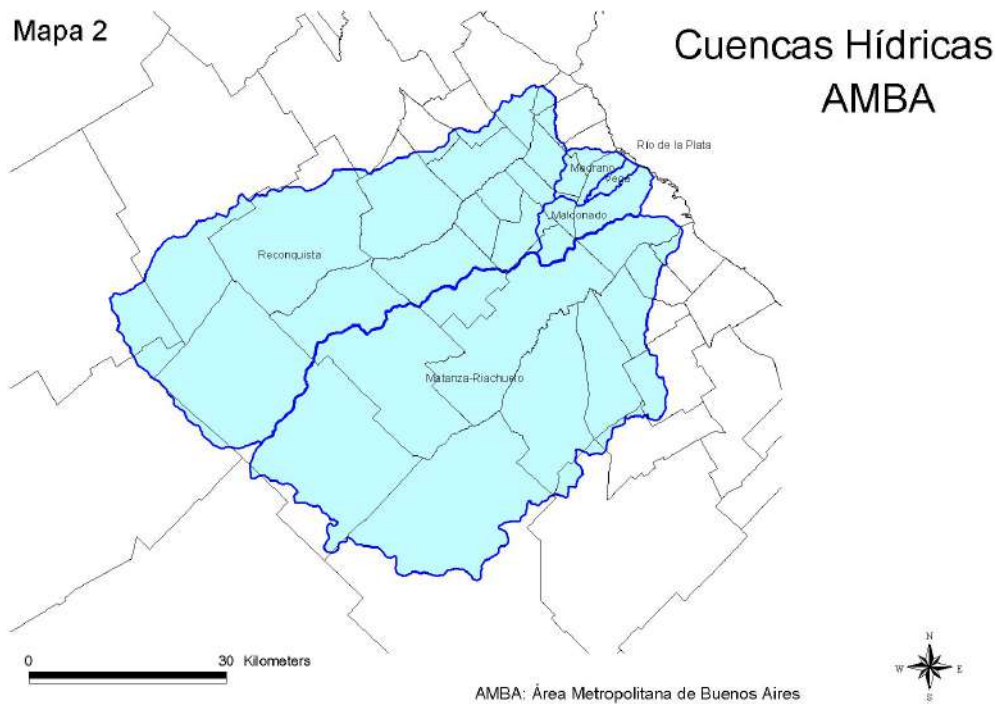 Mapa 2
Cuencas Hídricas
AMBA
Río de la Plata
Medrano
Vega
Maldonado
Reconquista
Matanza-Riachuelo
0 30 Kilometers
N
W E
S
AMBA: Área Metropolitana de Buenos Aires